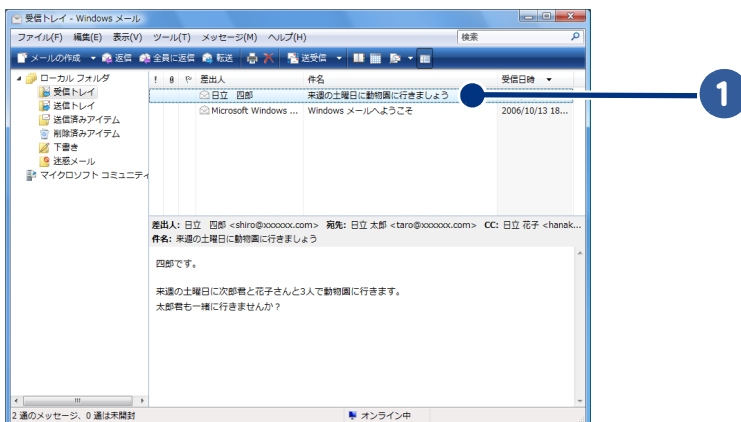 受信トレイ - Windows メール
ファイル(F) 編集(E) 表示(V) ツール(T) メッセージ(M) ヘルプ(H) 検索
メールの作成 返信 全員に返信 転送 送受信
ローカル フォルダ
受信トレイ
送信トレイ
送信済みアイテム
削除済みアイテム
下書き
迷惑メール
マイクロソフト コミュニティ
! 差出人 件名 受信日時
日立 四郎 来週の土曜日に動物園に行きましょう
Microsoft Windows ... Windows メールへようこそ 2006/10/13 18...
1
差出人: 日立 四郎 <shiro@xxxxxx.com> 宛先: 日立 太郎 <taro@xxxxxx.com> CC: 日立 花子 <hanak...
件名: 来週の土曜日に動物園に行きましょう
四郎です。
来週の土曜日に次郎君と花子さんと3人で動物園に行きます。
太郎君も一緒に行きませんか？
2 通のメッセージ、0 通は未開封 オンライン中